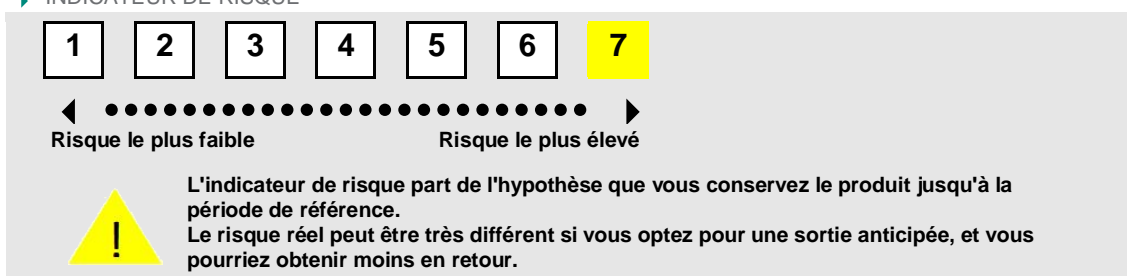 INDICATEUR DE RISQUE
1 2 3 4 5 6 7
Risque le plus faible Risque le plus élevé
L'indicateur de risque part de l'hypothèse que vous conservez le produit jusqu'à la
période de référence.
Le risque réel peut être très différent si vous optez pour une sortie anticipée, et vous
pourriez obtenir moins en retour.
!